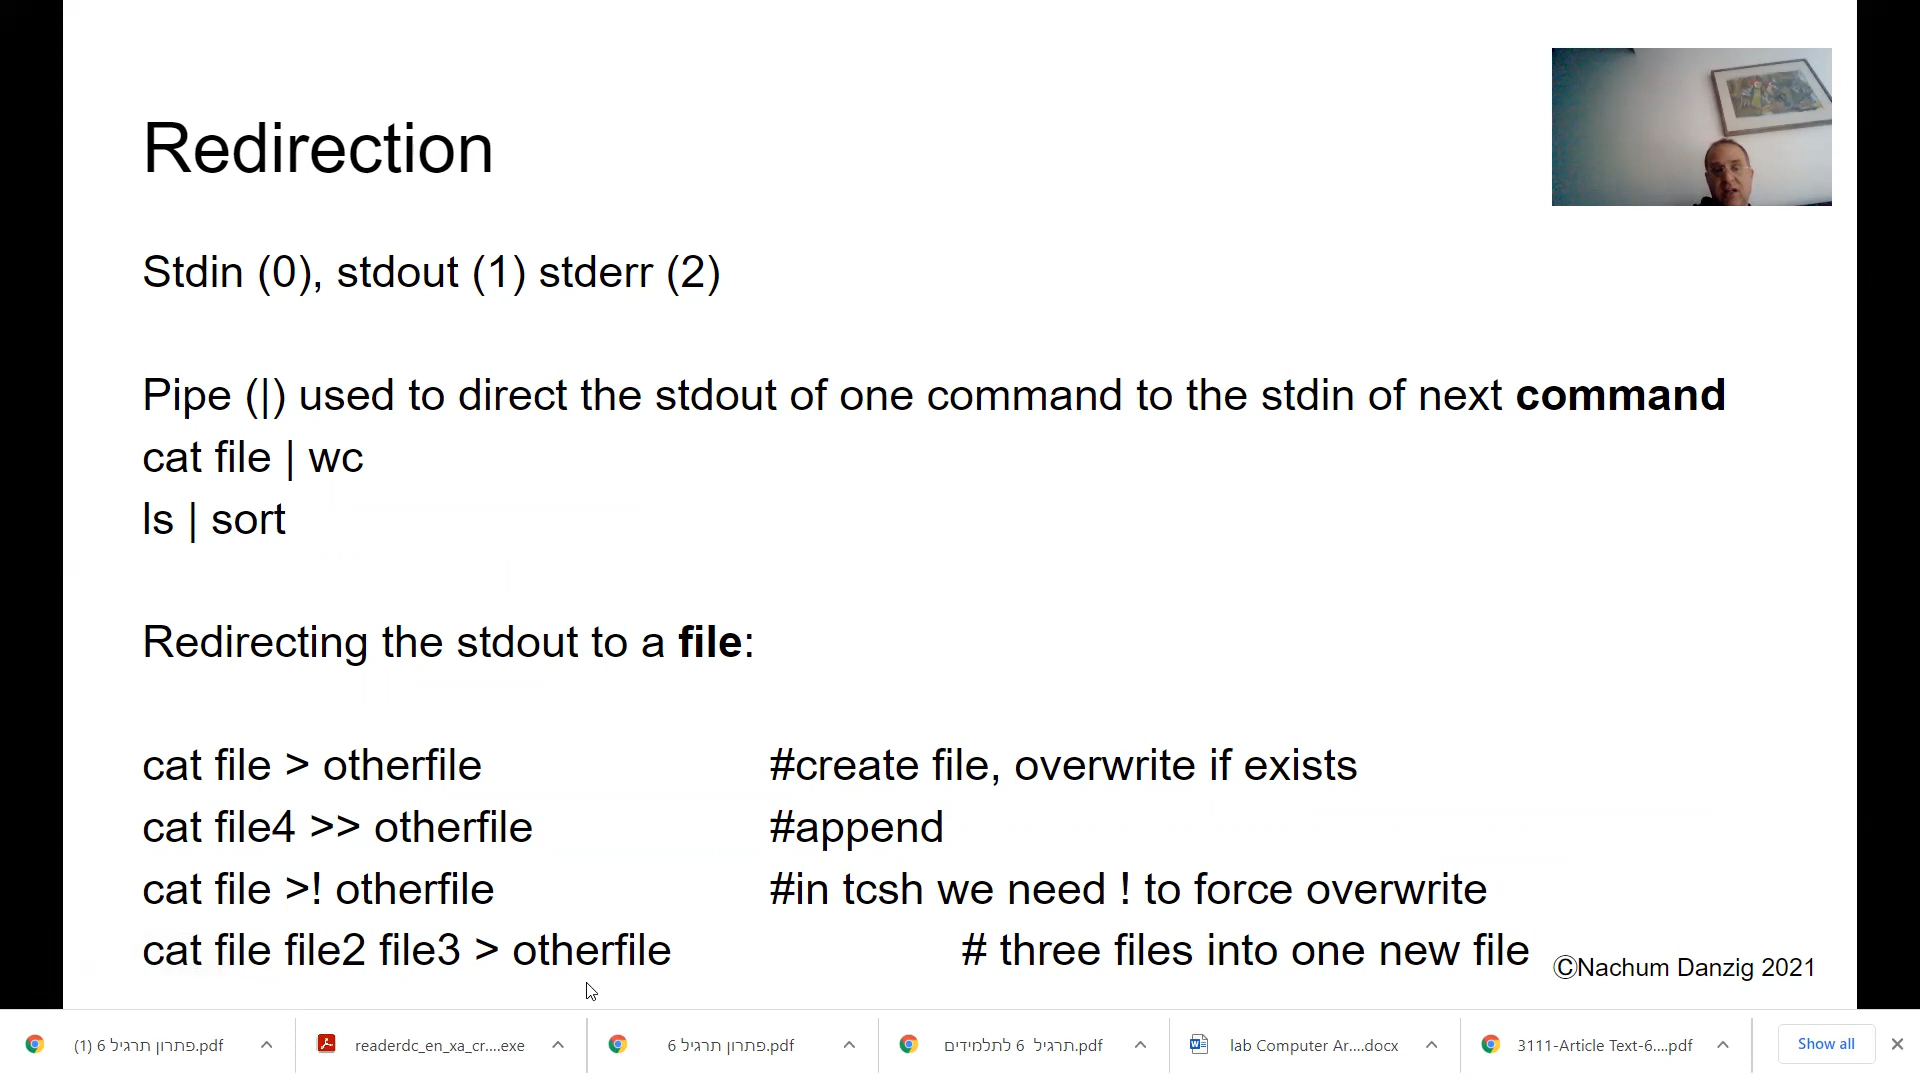 Redirection
Stdin (0), stdout (1) stderr (2)
Pipe (|) used to direct the stdout of one command to the stdin of next command
cat file | wc
ls | sort
Redirecting the stdout to a file:
cat file > otherfile #create file, overwrite if exists
cat file4 >> otherfile #append
cat file >! otherfile #in tcsh we need ! to force overwrite
cat file file2 file3 > otherfile # three files into one new file
©Nachum Danzig 2021
פתרון תרגיל 6 (1).pdf
readerdc_en_xa_cr....exe
פתרון תרגיל 6.pdf
תרגיל 6 לתלמידים.pdf
lab Computer Ar....docx
3111-Article Text-6....pdf
Show all